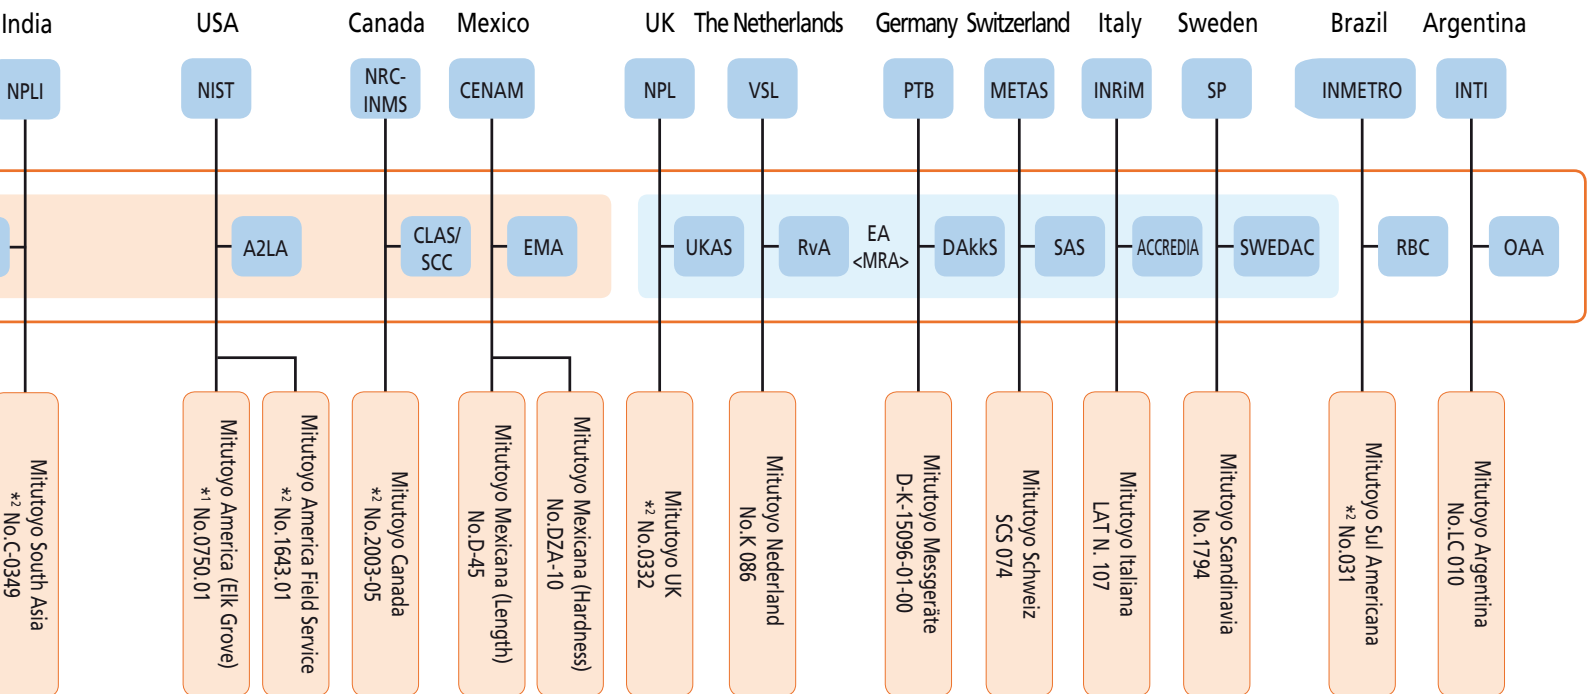 India
USA
Canada
Mexico
UK
The Netherlands
Germany
Switzerland
Italy
Sweden
Brazil
Argentina
NPLI
NIST
NRC-
INMS
CENAM
NPL
VSL
PTB
METAS
INRiM
SP
INMETRO
INTI
A2LA
CLAS/
SCC
EMA
UKAS
RvA
EA
<MRA>
DAkkS
SAS
ACCREDIA
SWEDAC
RBC
OAA
Mitutoyo South Asia
*2 No.C-0349
Mitutoyo America (Elk Grove)
*1 No.0750.01
Mitutoyo America Field Service
*2 No.1643.01
Mitutoyo Canada
*2 No.2003-05
Mitutoyo Mexicana (Length)
No.D-45
Mitutoyo Mexicana (Hardness)
No.DZA-10
Mitutoyo UK
*2 No.0332
Mitutoyo Nederland
No.K 086
Mitutoyo Messgeräte
D-K-15096-01-00
Mitutoyo Schweiz
SCS 074
Mitutoyo Italiana
LAT N. 107
Mitutoyo Scandinavia
No.1794
Mitutoyo Sul Americana
*2 No.031
Mitutoyo Argentina
No.LC 010